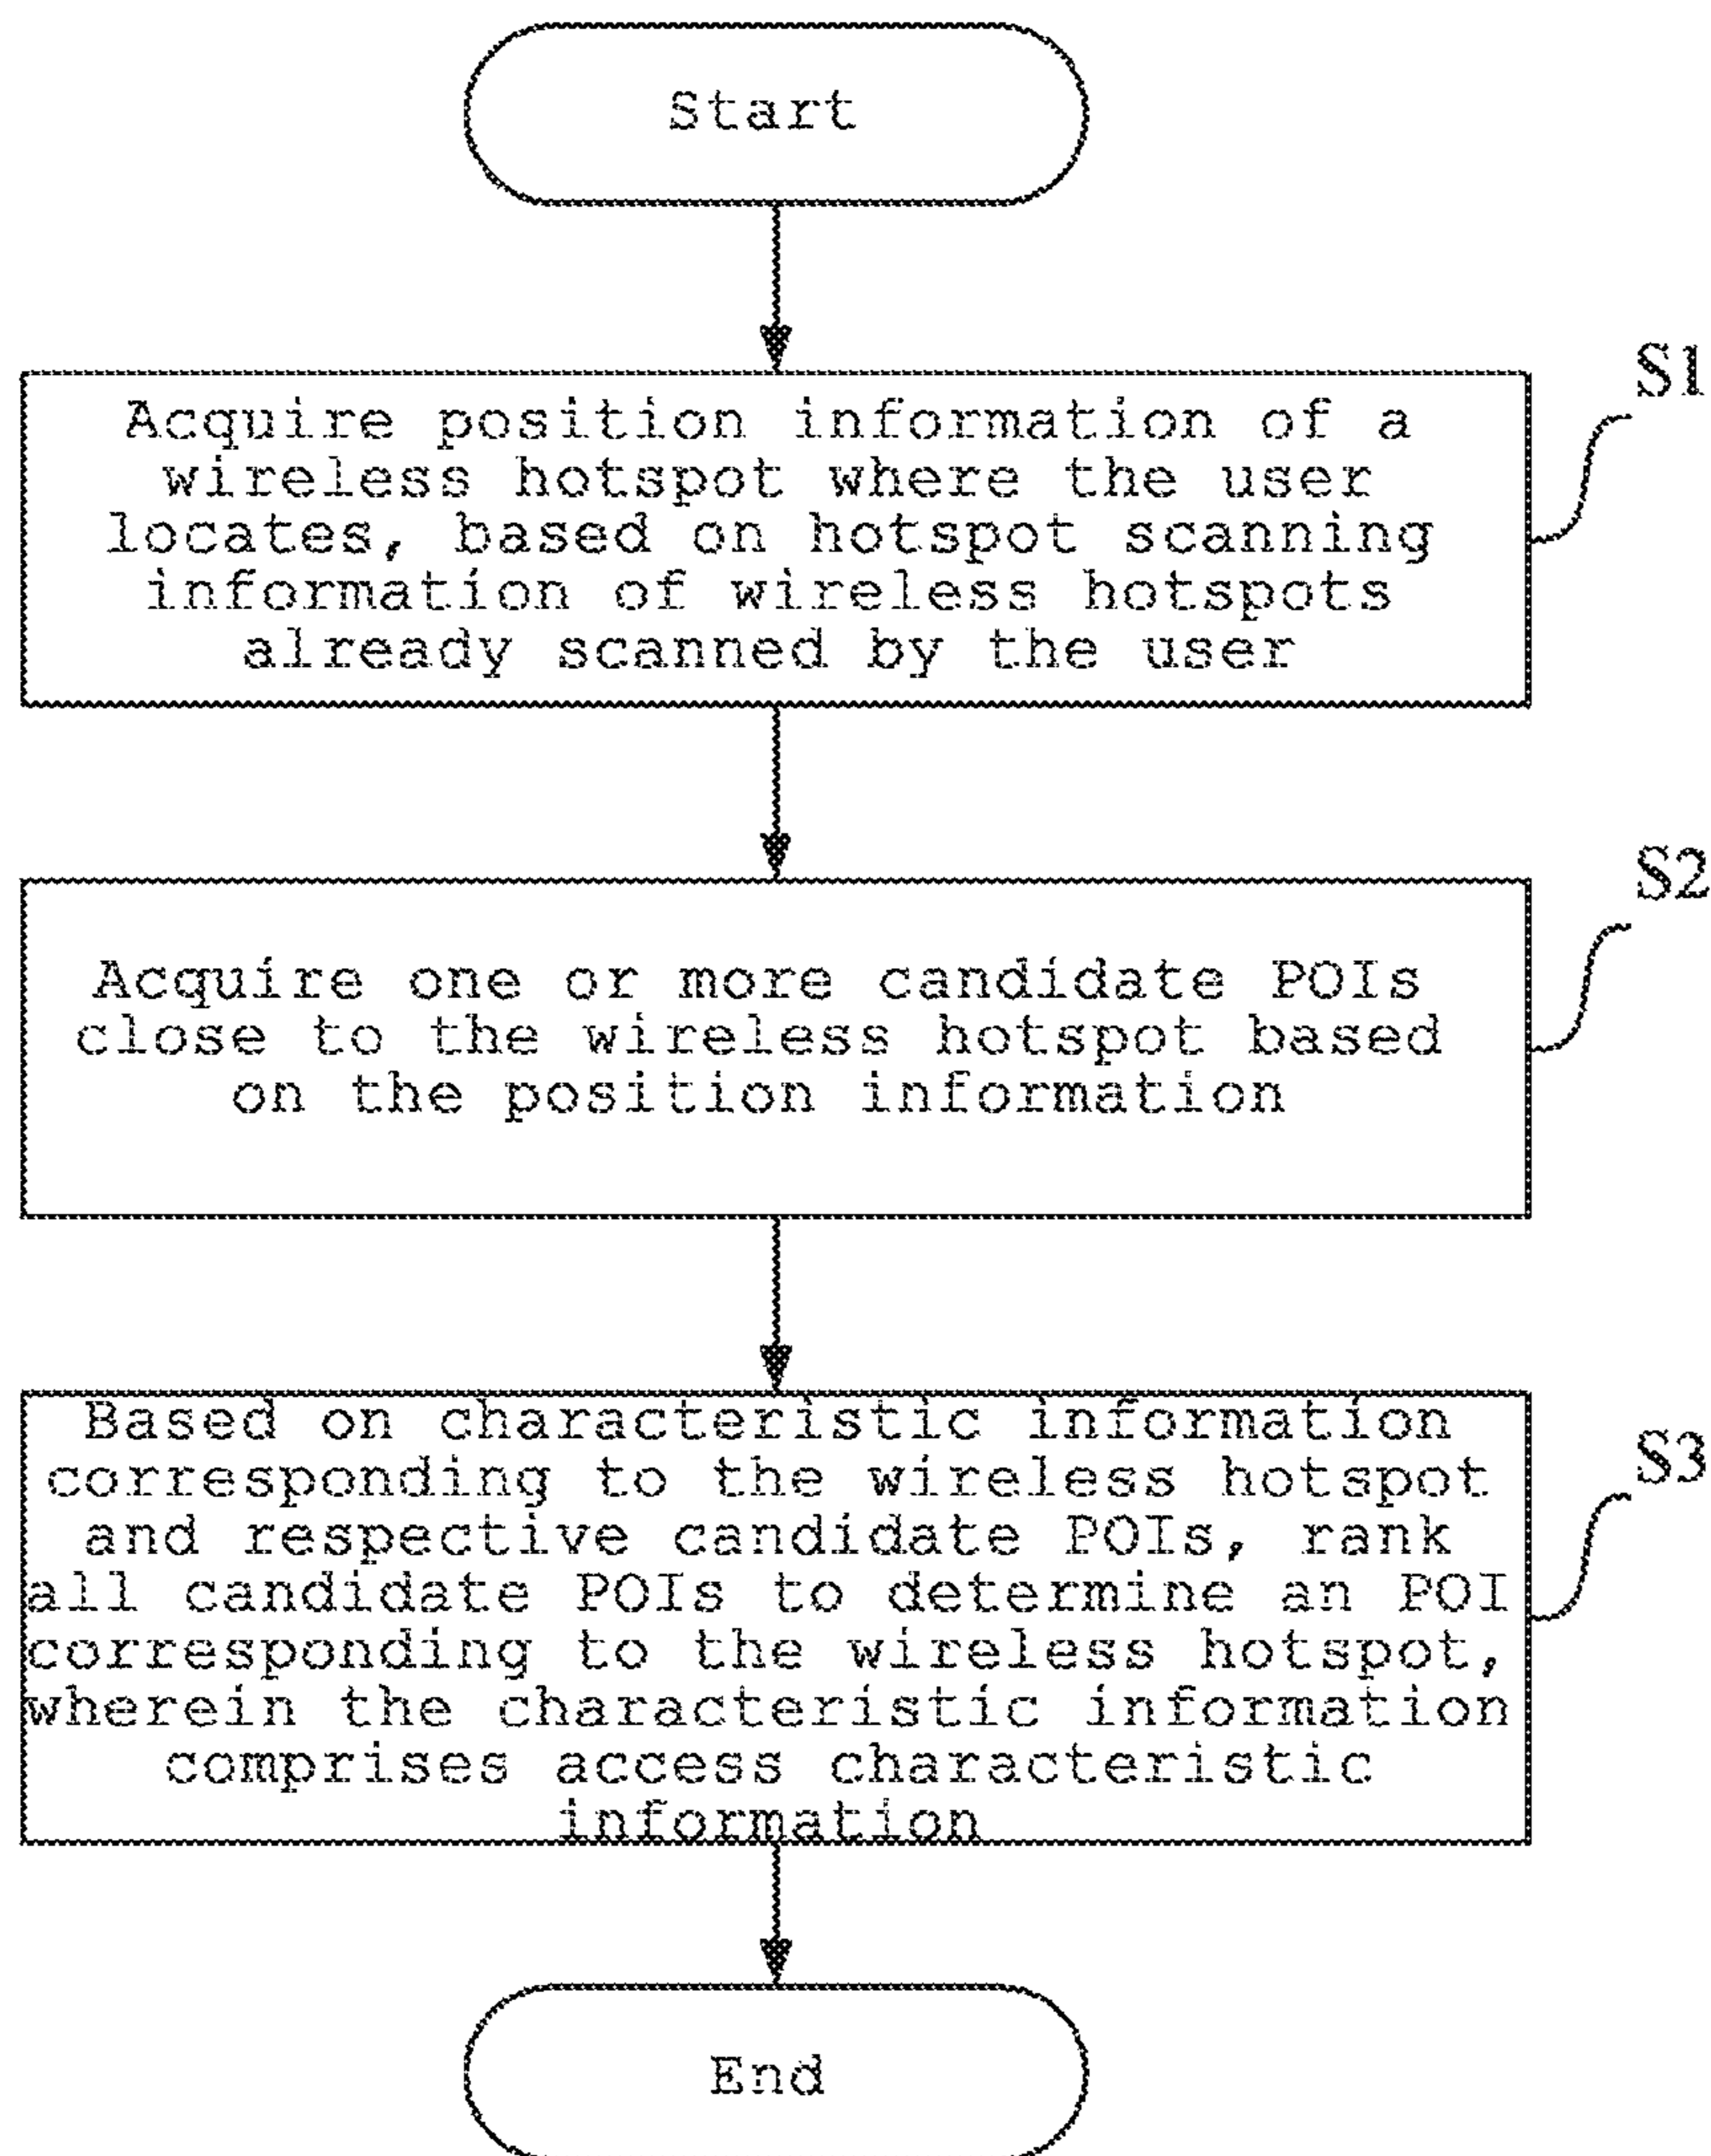 Start
S1
Acquire position information of a
wireless hotspot where the user
locates, based on hotspot scanning
information of wireless hotspots
already scanned by the user
S2
Acquire one or more candidate POIs
close to the wireless hotspot based
on the position information
S3
Based on characteristic information
corresponding to the wireless hotspot
and respective candidate POIs, rank
all candidate POIs to determine an POI
corresponding to the wireless hotspot,
wherein the characteristic information
comprises access characteristic
information
End